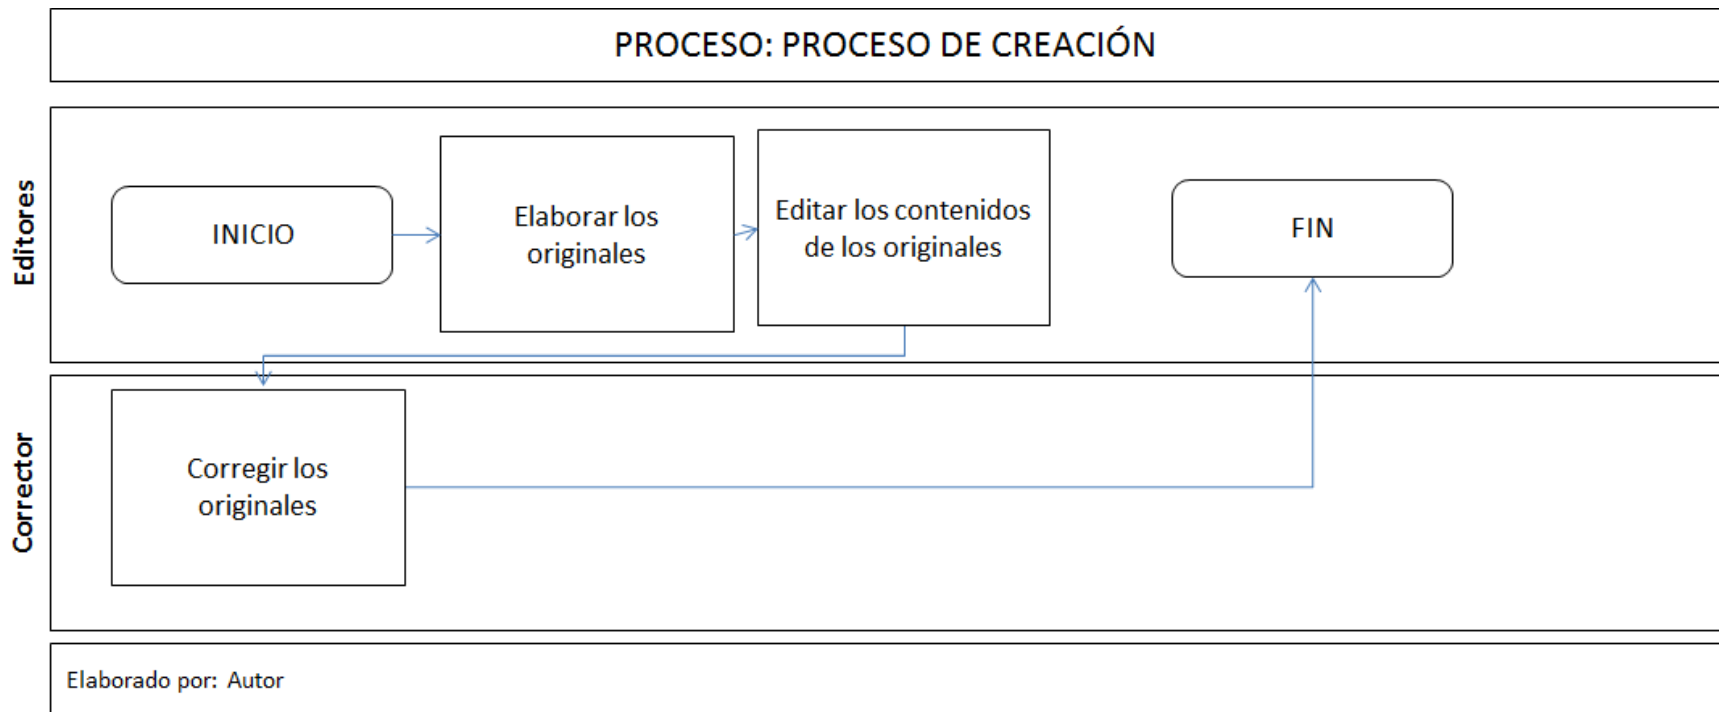 PROCESO: PROCESO DE CREACIÓN
Editores
INICIO
Elaborar los
originales
Editar los contenidos
de los originales
FIN
Corrector
Corregir los
originales
Elaborado por: Autor